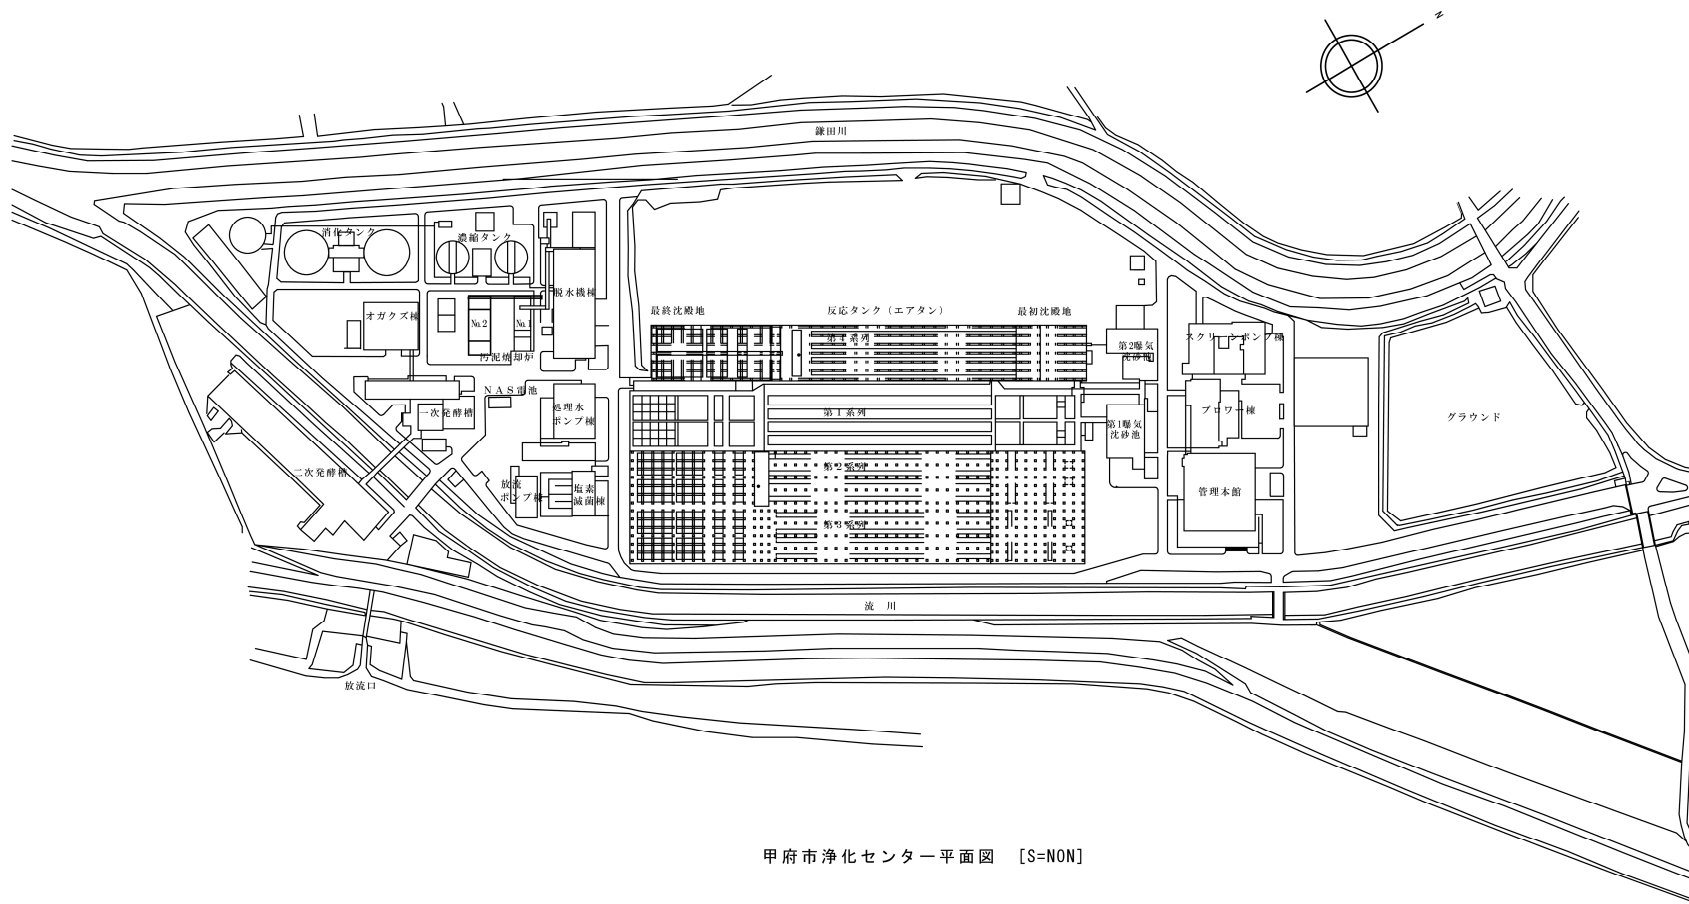 N
鎌田川
消化タンク
濃縮タンク
脱水機棟
オガクズ棟
No.2
No.1
汚泥焼却炉
最終沈殿地
反応タンク（エアタン）
最初沈殿地
第4系列
第2曝気
沈砂池
スクリーンポンプ棟
NAS電池
一次発酵槽
処理水
ポンプ棟
第1系列
第1曝気
沈砂池
ブロワー棟
グラウンド
二次発酵槽
放流
ポンプ棟
塩素
滅菌棟
第2系列
第3系列
管理本館
流　川
放流口
甲府市浄化センター平面図　[S=NON]